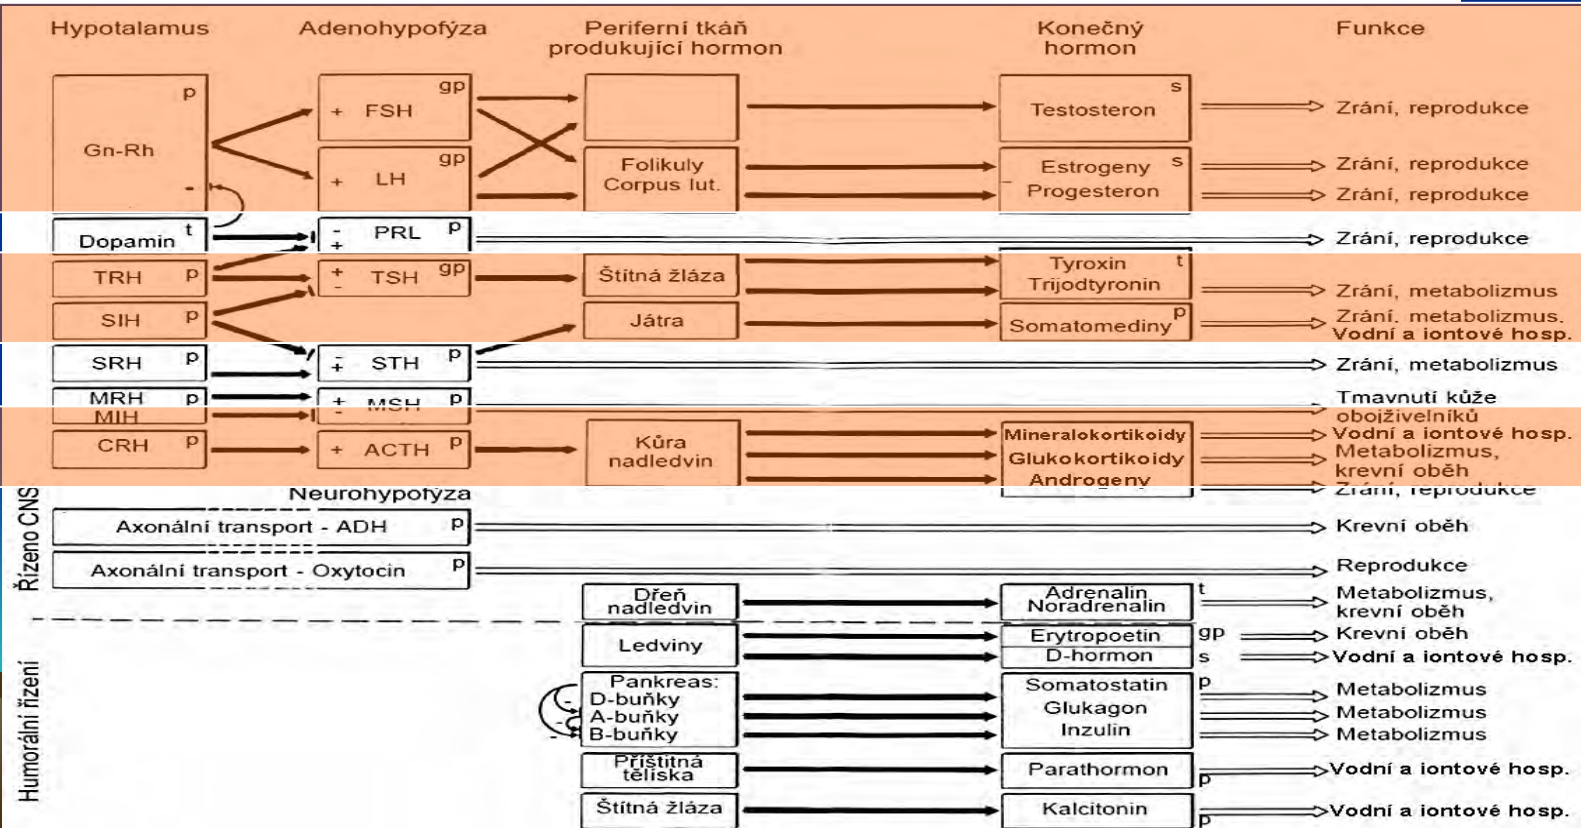 Hypotalamus
Adenohypofýza
Periferní tkáň
produkující hormon
Konečný
hormon
Funkce
p
Gn-Rh
-
gp
+ FSH
gp
+ LH
Folikuly
Corpus lut.
s
Testosteron
Estrogeny s
- Progesteron
Zrání, reprodukce
Zrání, reprodukce
Zrání, reprodukce
Dopamin t
- PRL p
+
Zrání, reprodukce
TRH p
+ TSH gp
-
Štítná žláza
Tyroxin t
Trijodtyronin
Zrání, metabolizmus
SIH p
Játra
Somatomediny p
Zrání, metabolizmus.
Vodní a iontové hosp.
SRH p
- STH p
+
Zrání, metabolizmus
MRH p
MIH
+ MSH p
-
Tmavnutí kůže
obojživelníků
CRH p
+ ACTH p
Kůra
nadledvin
Mineralokortikoidy
Glukokortikoidy
Androgeny
Vodní a iontové hosp.
Metabolizmus,
krevní oběh
Zrání, reprodukce
Neurohypofýza
Řízeno CNS
Axonální transport - ADH p
Krevní oběh
Axonální transport - Oxytocin p
Reprodukce
Dřeň
nadledvin
Adrenalin t
Noradrenalin
Metabolizmus,
krevní oběh
Humorální řízení
Ledviny
Erytropoetin gp
D-hormon s
Krevní oběh
Vodní a iontové hosp.
Pankreas:
- D-buňky
- A-buňky
- B-buňky
Somatostatin p
Glukagon
Inzulin
Metabolizmus
Metabolizmus
Metabolizmus
Příštitná
tělíska
Parathormon p
Vodní a iontové hosp.
Štítná žláza
Kalcitonin p
Vodní a iontové hosp.